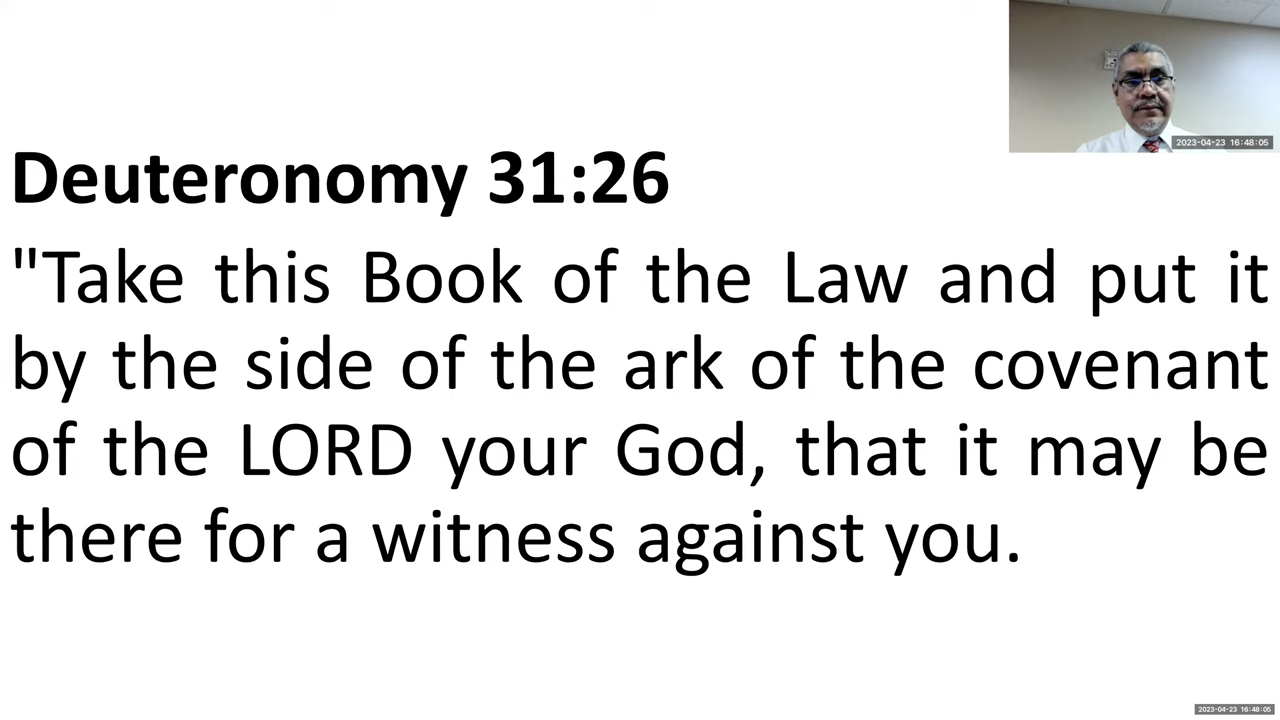 2023-04-23 16:48:05
Deuteronomy 31:26
"Take this Book of the Law and put it
by the side of the ark of the covenant
of the LORD your God, that it may be
there for a witness against you.
2023-04-23 16:48:05